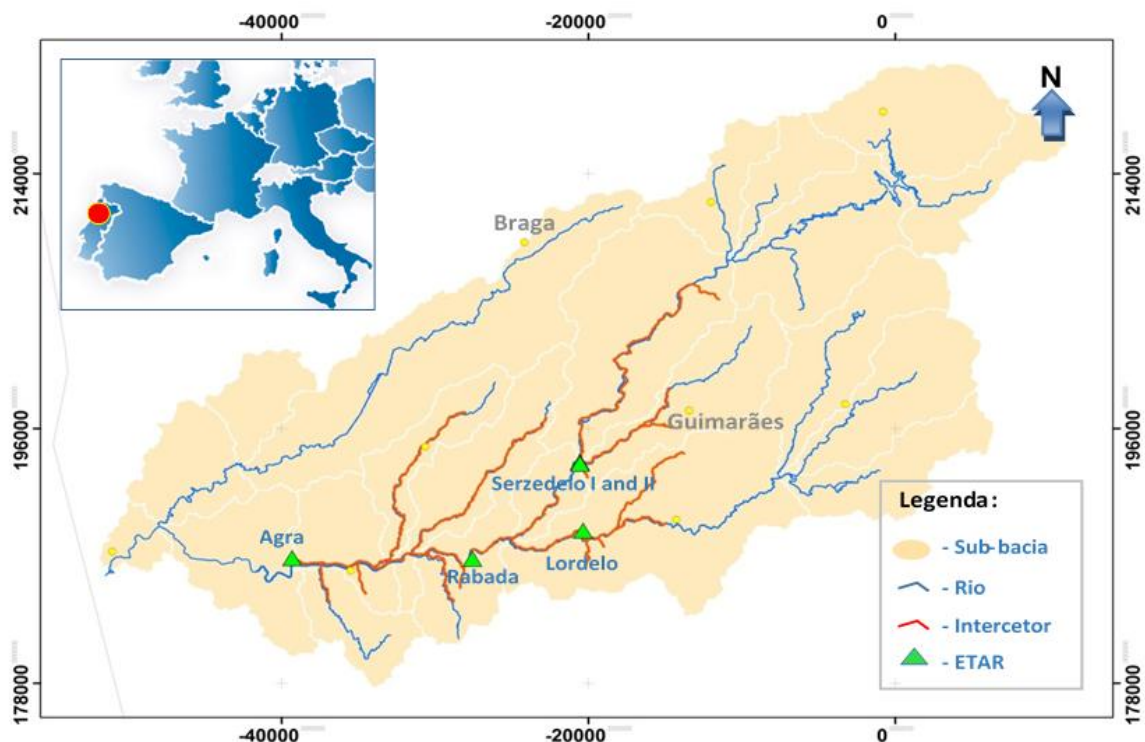 -40000 -20000 0
N
214000
214000
Braga
196000
196000
Guimarães
Serzedelo I and II
Legenda:
Agra
- Sub-bacia
Rabada
Lordelo
- Rio
- Intercetor
- ETAR
178000
178000
-40000 -20000 0